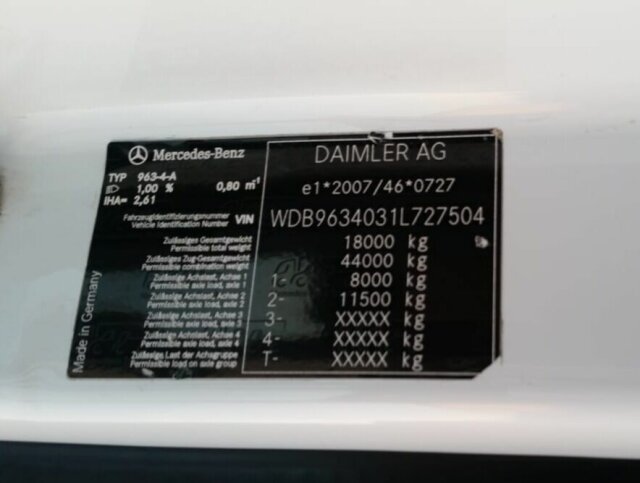 Mercedes-Benz
DAIMLER AG
TYP 963-4-A
1,00 % 0,80 m⁻¹
IHA= 2,61
e1*2007/46*0727
Fahrzeugidentifizierungsnummer
Vehicle Identification Number VIN WDB9634031L727504
Zulässiges Gesamtgewicht
Permissible total weight 18000 kg
Zulässiges Zug-Gesamtgewicht
Permissible combination weight 44000 kg
Zulässige Achslast, Achse 1
Permissible axle load, axle 1 1- 8000 kg
Zulässige Achslast, Achse 2
Permissible axle load, axle 2 2- 11500 kg
Zulässige Achslast, Achse 3
Permissible axle load, axle 3 3- XXXXX kg
Zulässige Achslast, Achse 4
Permissible axle load, axle 4 4- XXXXX kg
Zulässige Last der Achsgruppe
Permissible load on axle group T- XXXXX kg
Made in Germany